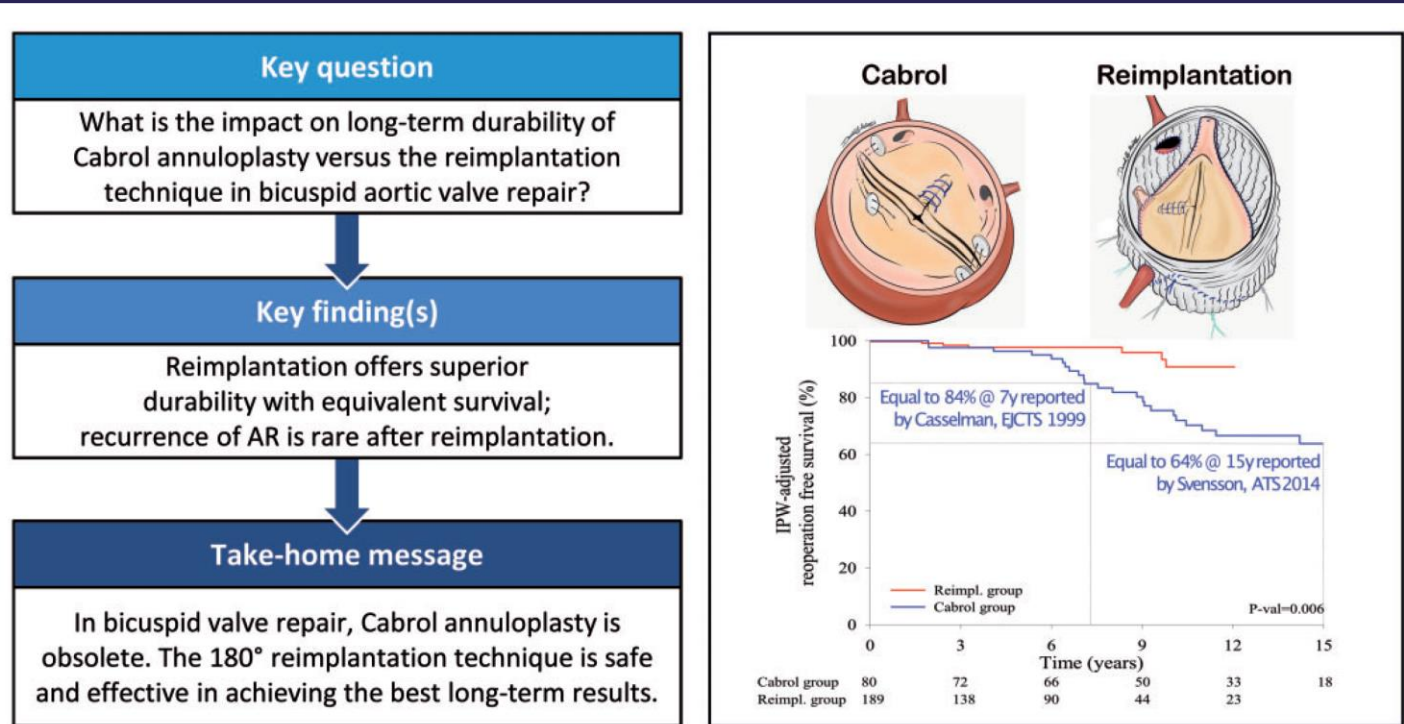 Key question
What is the impact on long-term durability of
Cabrol annuloplasty versus the reimplantation
technique in bicuspid aortic valve repair?
Key finding(s)
Reimplantation offers superior
durability with equivalent survival;
recurrence of AR is rare after reimplantation.
Take-home message
In bicuspid valve repair, Cabrol annuloplasty is
obsolete. The 180° reimplantation technique is safe
and effective in achieving the best long-term results.
Cabrol
Reimplantation
IPW-adjusted
reoperation free survival (%)
100
80
60
40
20
0
Equal to 84% @ 7y reported
by Casselman, EJCTS 1999
Equal to 64% @ 15y reported
by Svensson, ATS 2014
Reimpl. group
Cabrol group
P-val=0.006
0 3 6 9 12 15
Time (years)
Cabrol group 80 72 66 50 33 18
Reimpl. group 189 138 90 44 23